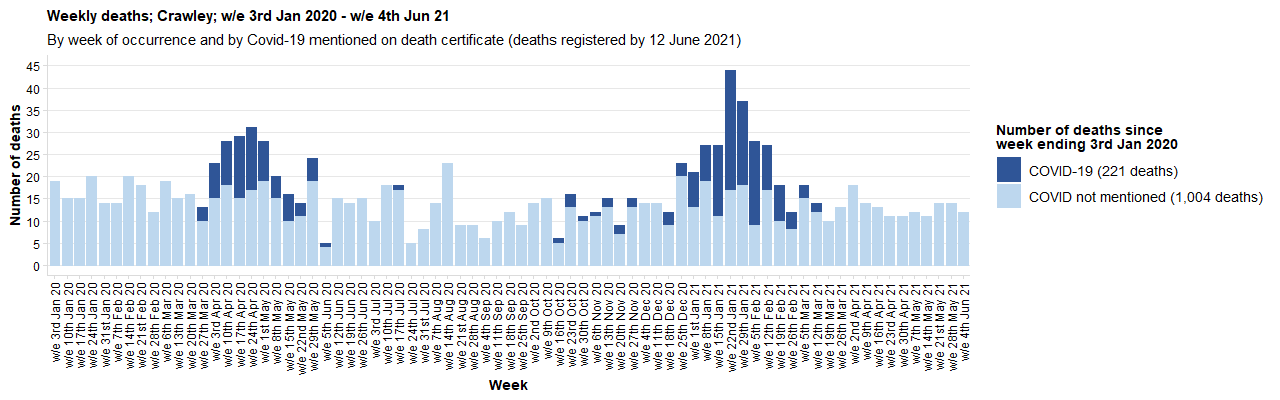 Weekly deaths; Crawley; w/e 3rd Jan 2020 - w/e 4th Jun 21
By week of occurrence and by Covid-19 mentioned on death certificate (deaths registered by 12 June 2021)
Number of deaths
45
40
35
30
25
20
15
10
5
0
w/e 3rd Jan 20
w/e 10th Jan 20
w/e 17th Jan 20
w/e 24th Jan 20
w/e 31st Jan 20
w/e 7th Feb 20
w/e 14th Feb 20
w/e 21st Feb 20
w/e 28th Feb 20
w/e 6th Mar 20
w/e 13th Mar 20
w/e 20th Mar 20
w/e 27th Mar 20
w/e 3rd Apr 20
w/e 10th Apr 20
w/e 17th Apr 20
w/e 24th Apr 20
w/e 1st May 20
w/e 8th May 20
w/e 15th May 20
w/e 22nd May 20
w/e 29th May 20
w/e 5th Jun 20
w/e 12th Jun 20
w/e 19th Jun 20
w/e 26th Jun 20
w/e 3rd Jul 20
w/e 10th Jul 20
w/e 17th Jul 20
w/e 24th Jul 20
w/e 31st Jul 20
w/e 7th Aug 20
w/e 14th Aug 20
w/e 21st Aug 20
w/e 28th Aug 20
w/e 4th Sep 20
w/e 11th Sep 20
w/e 18th Sep 20
w/e 25th Sep 20
w/e 2nd Oct 20
w/e 9th Oct 20
w/e 16th Oct 20
w/e 23rd Oct 20
w/e 30th Oct 20
w/e 6th Nov 20
w/e 13th Nov 20
w/e 20th Nov 20
w/e 27th Nov 20
w/e 4th Dec 20
w/e 11th Dec 20
w/e 18th Dec 20
w/e 25th Dec 20
w/e 1st Jan 21
w/e 8th Jan 21
w/e 15th Jan 21
w/e 22nd Jan 21
w/e 29th Jan 21
w/e 5th Feb 21
w/e 12th Feb 21
w/e 19th Feb 21
w/e 26th Feb 21
w/e 5th Mar 21
w/e 12th Mar 21
w/e 19th Mar 21
w/e 26th Mar 21
w/e 2nd Apr 21
w/e 9th Apr 21
w/e 16th Apr 21
w/e 23rd Apr 21
w/e 30th Apr 21
w/e 7th May 21
w/e 14th May 21
w/e 21st May 21
w/e 28th May 21
w/e 4th Jun 21
Week
Number of deaths since
week ending 3rd Jan 2020
COVID-19 (221 deaths)
COVID not mentioned (1,004 deaths)